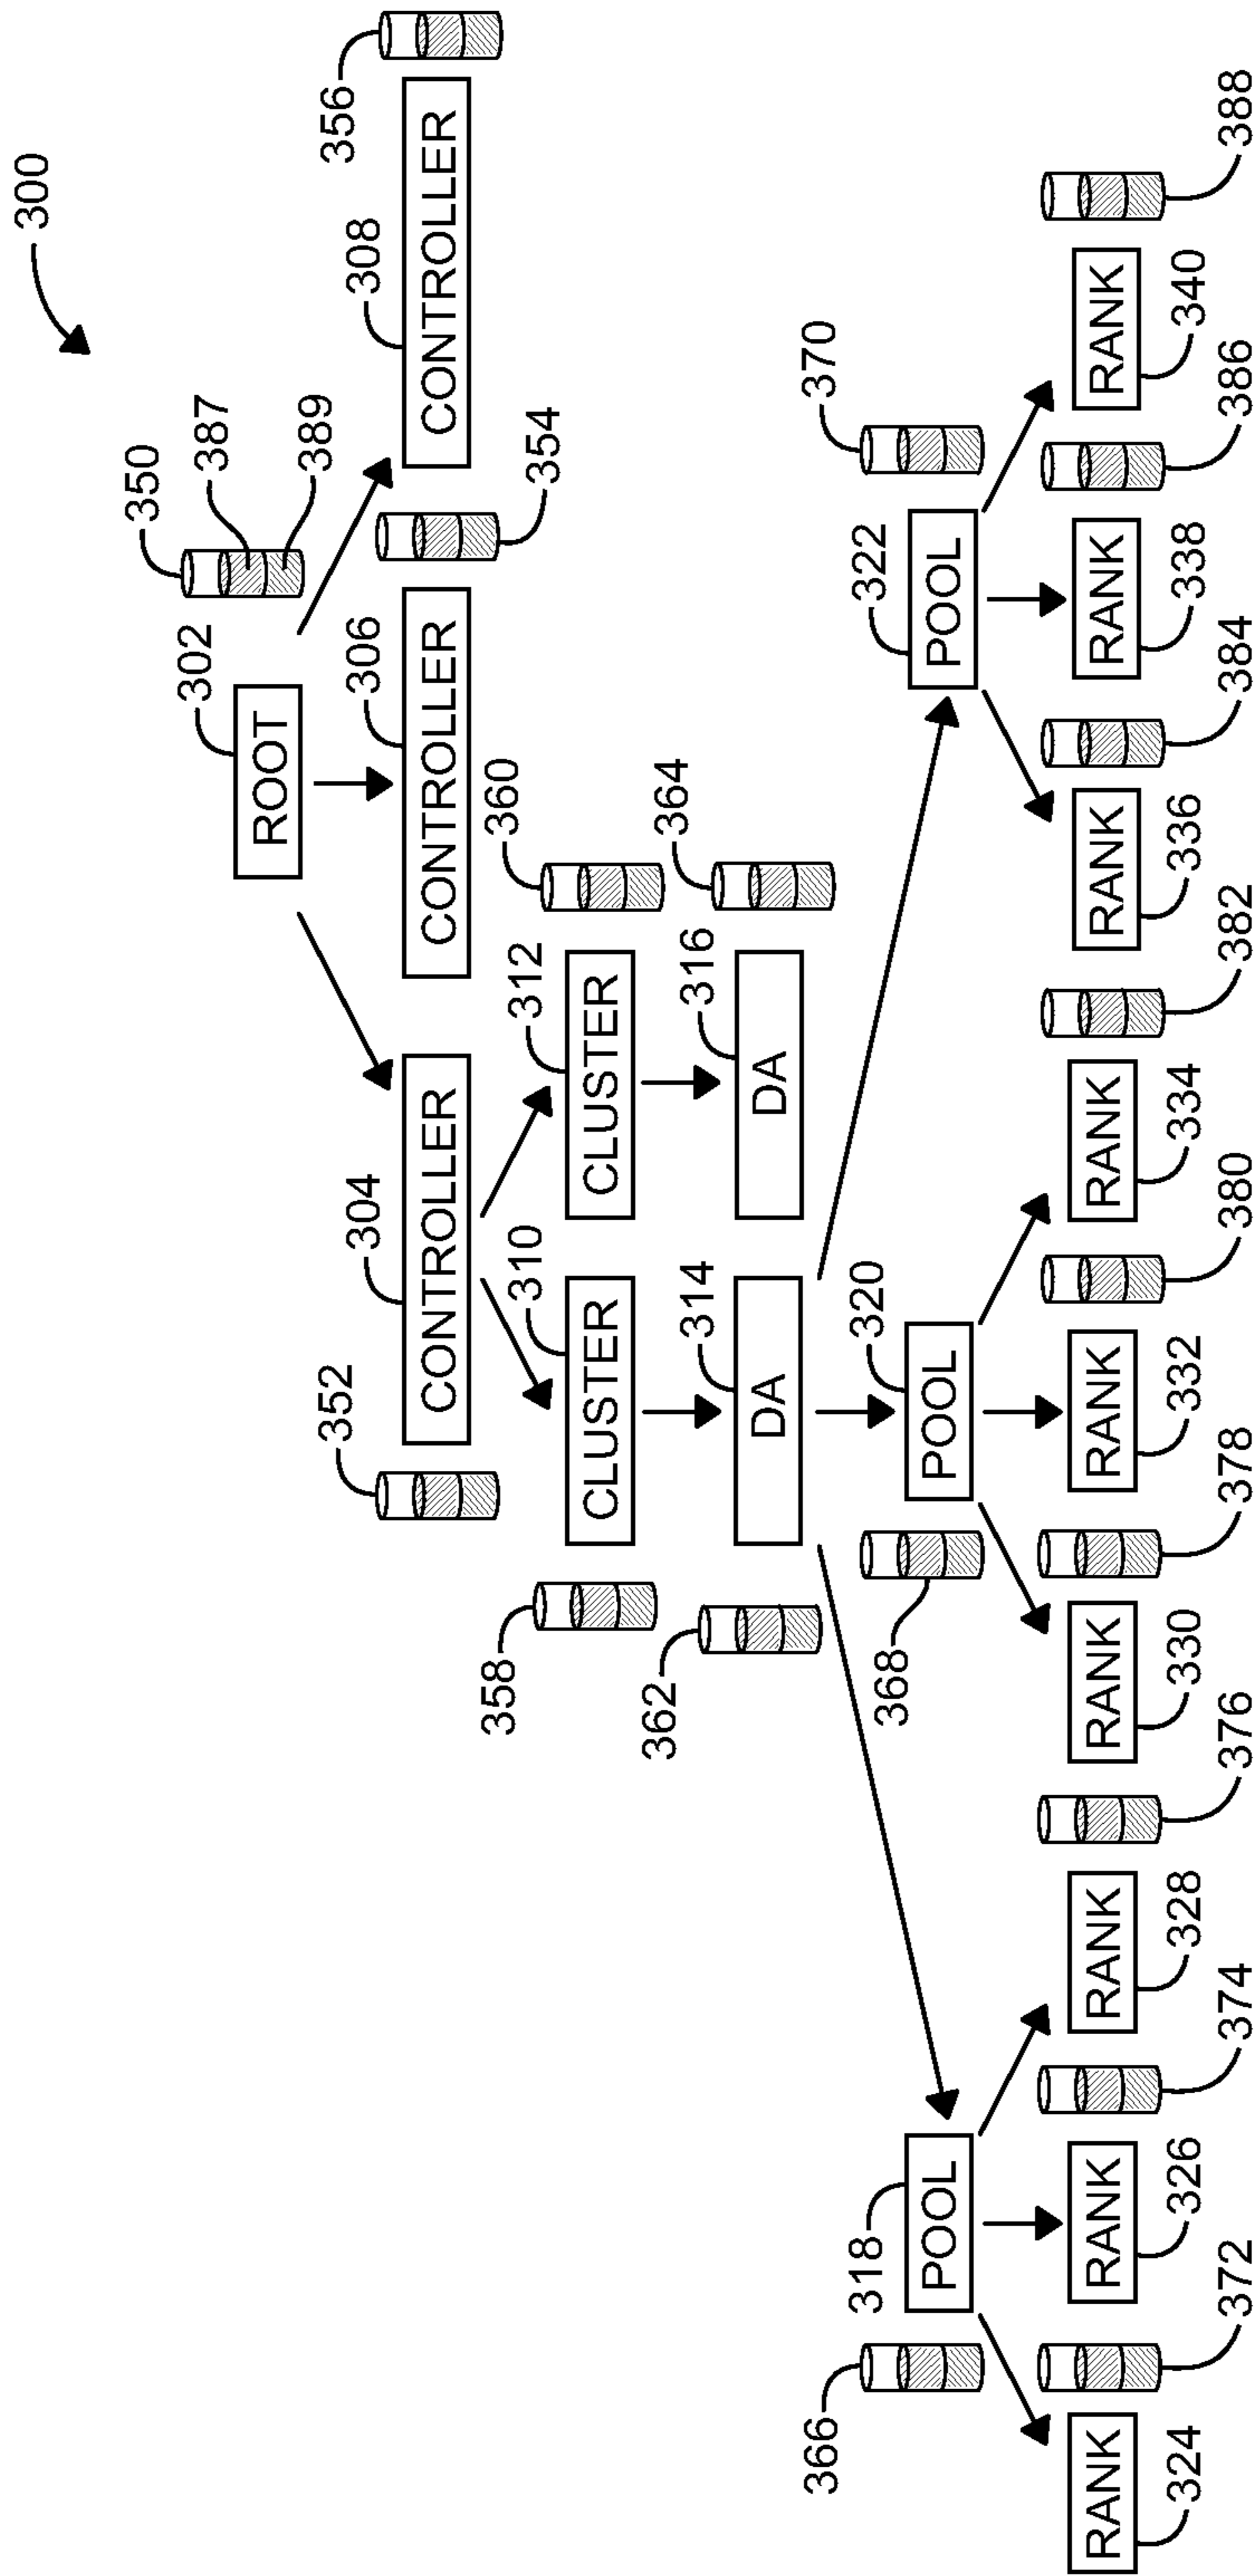 300
350
387
389
302
ROOT
356
308
CONTROLLER
354
306
CONTROLLER
304
CONTROLLER
352
360
312
CLUSTER
310
CLUSTER
358
364
316
DA
314
DA
362
370
322
POOL
320
POOL
368
318
POOL
366
RANK
324
372
RANK
326
374
RANK
328
376
RANK
330
378
RANK
332
380
RANK
334
382
RANK
336
384
RANK
338
386
RANK
340
388